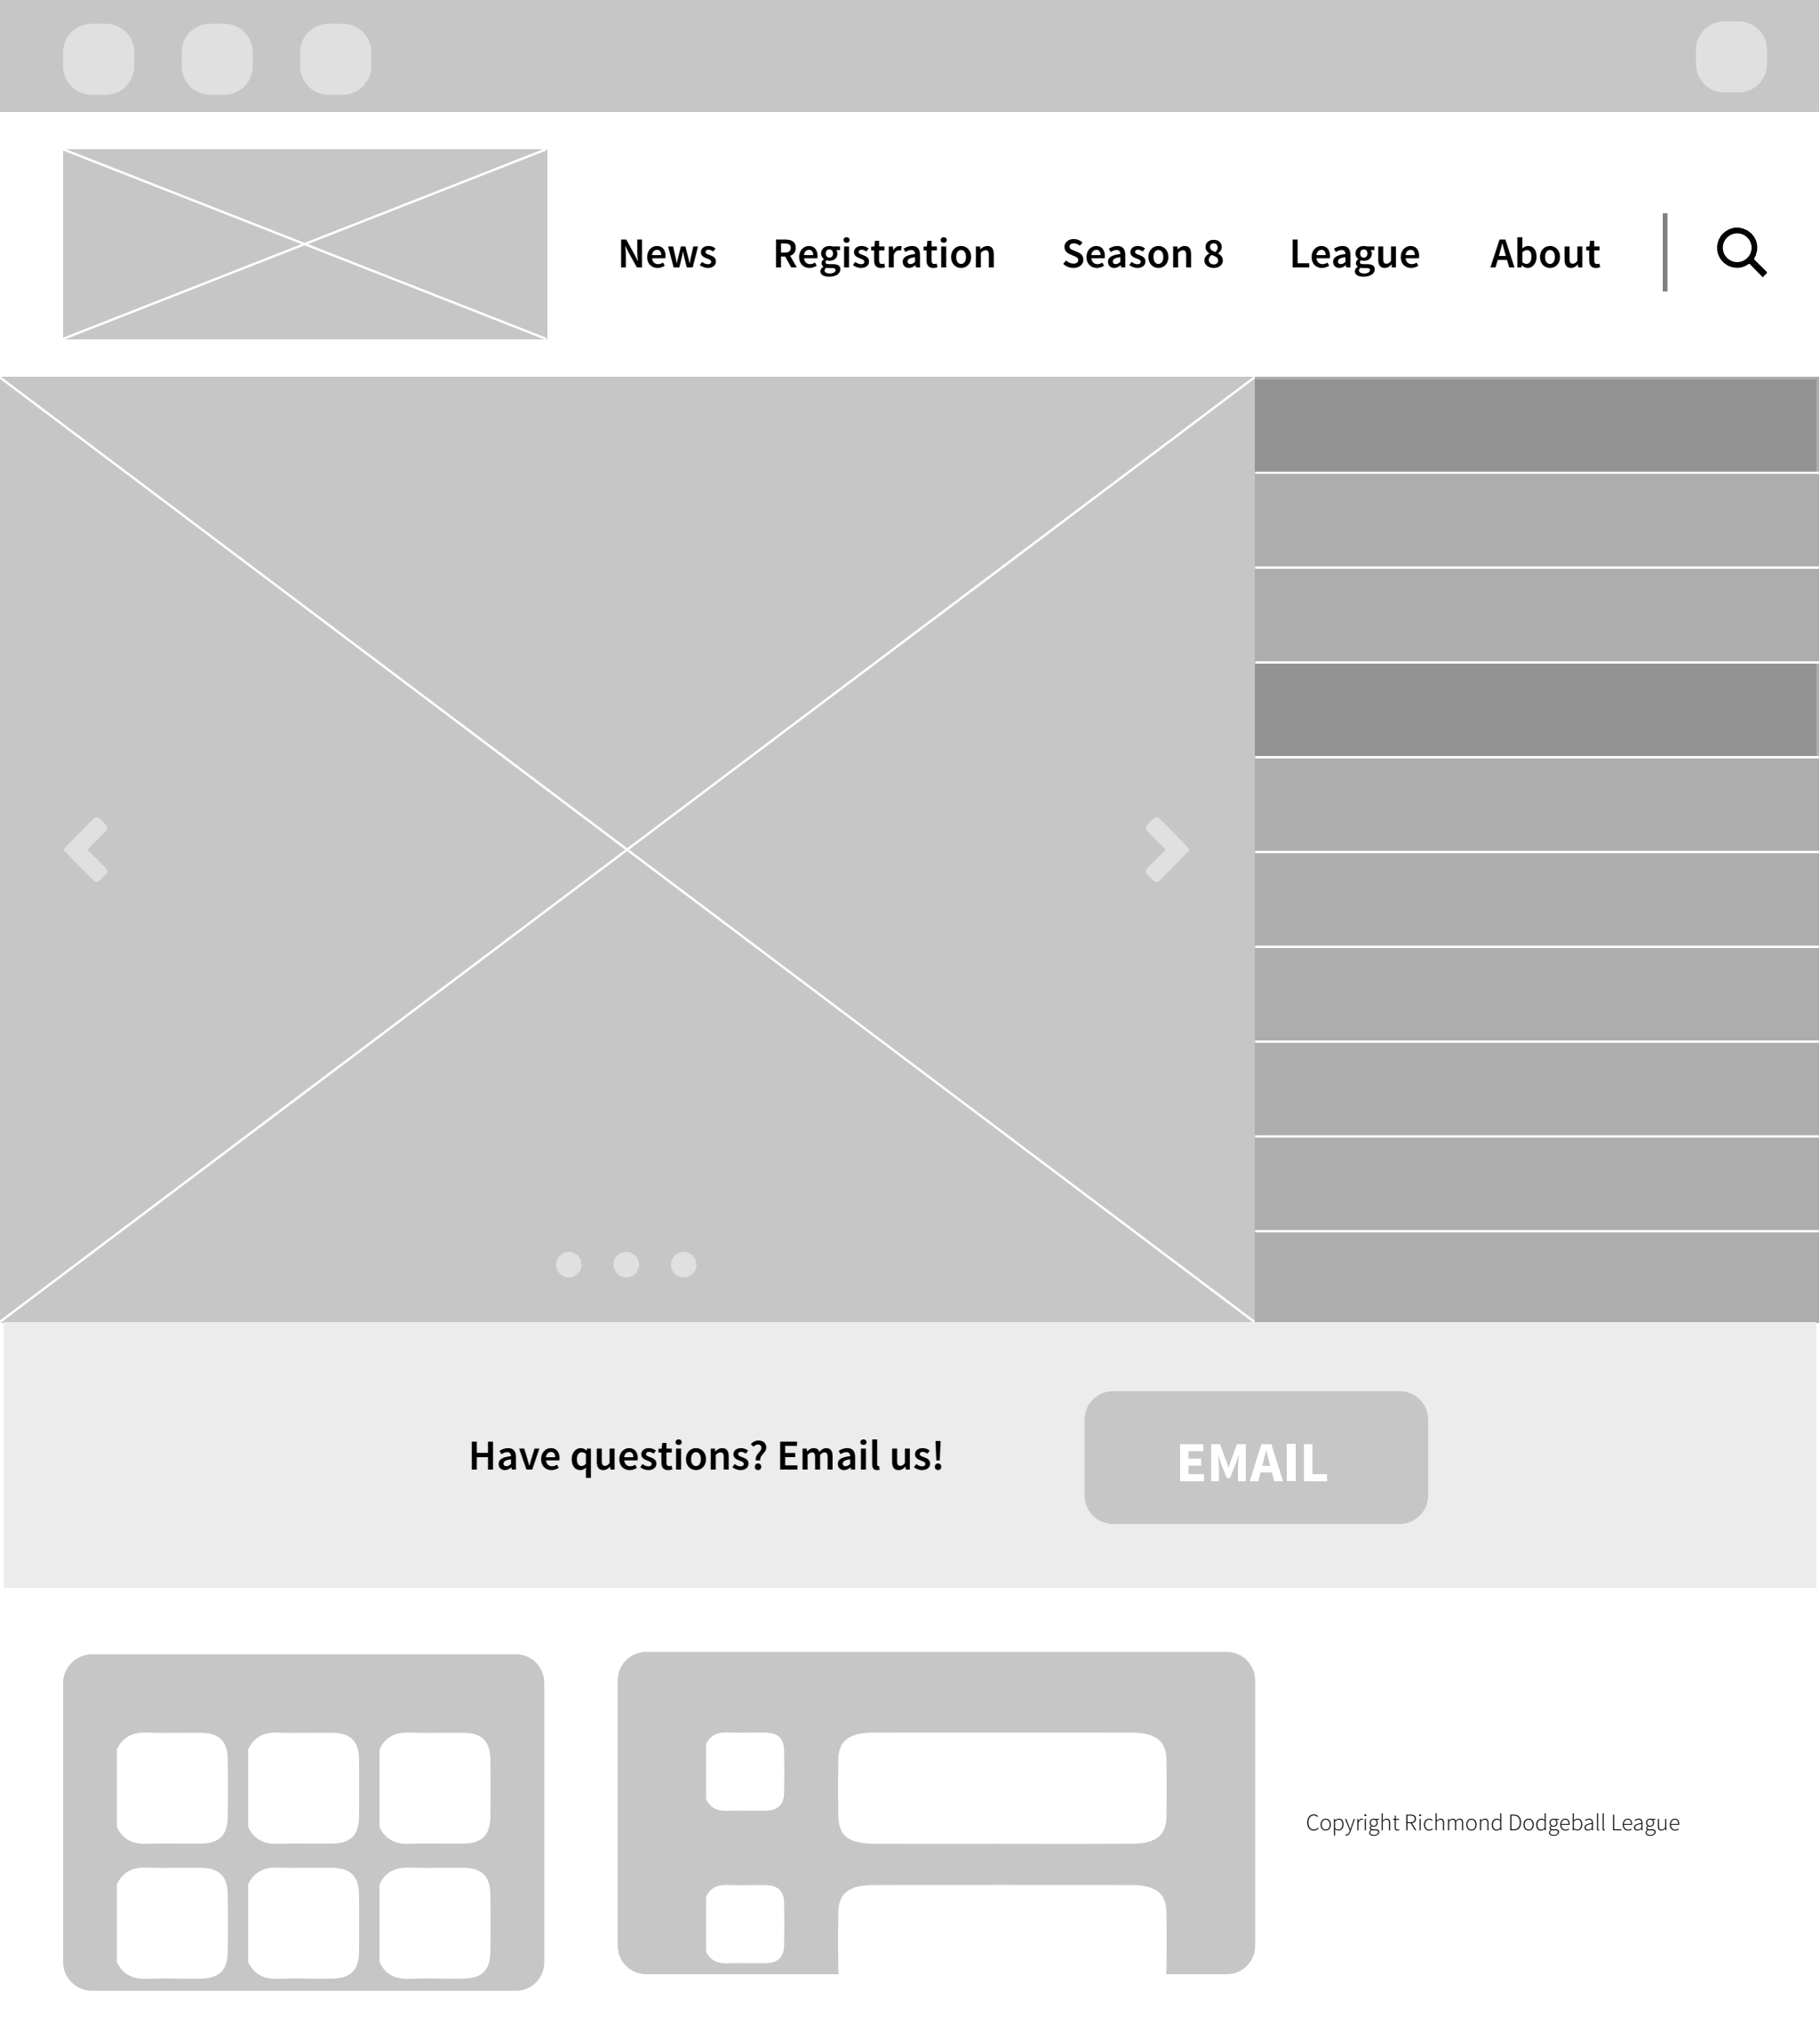 News Registration Season 8 League About
Have questions? Email us!
EMAIL
Copyright Richmond Dodgeball League